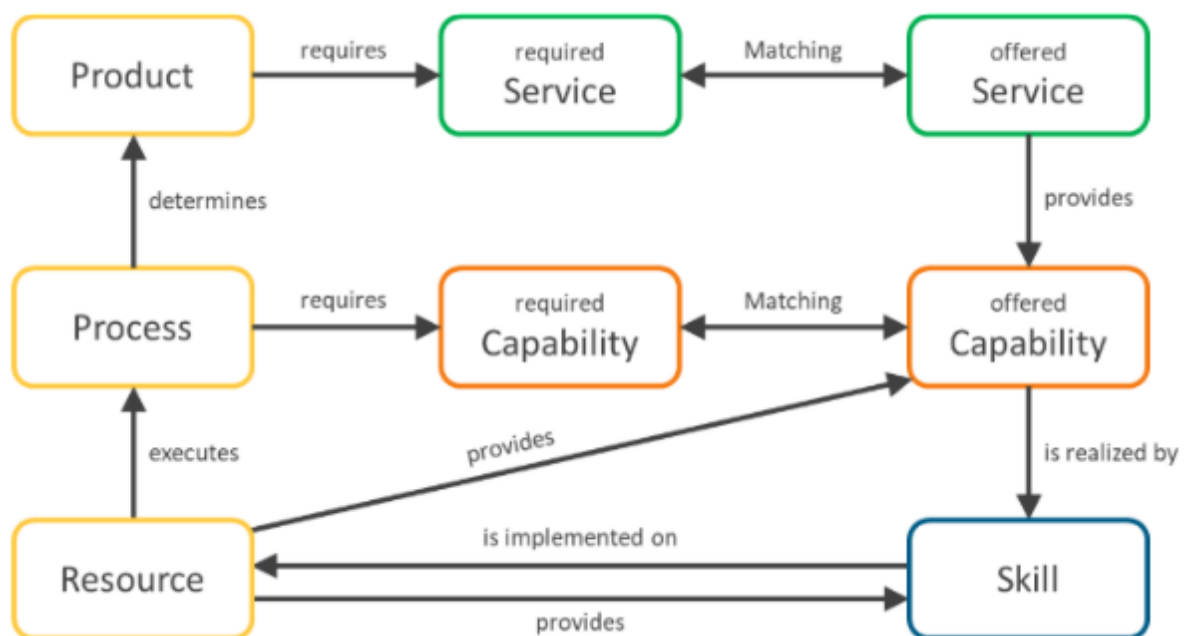 Product
requires
required
Service
Matching
offered
Service
determines
provides
Process
requires
required
Capability
Matching
offered
Capability
executes
provides
is realized by
Resource
is implemented on
provides
Skill